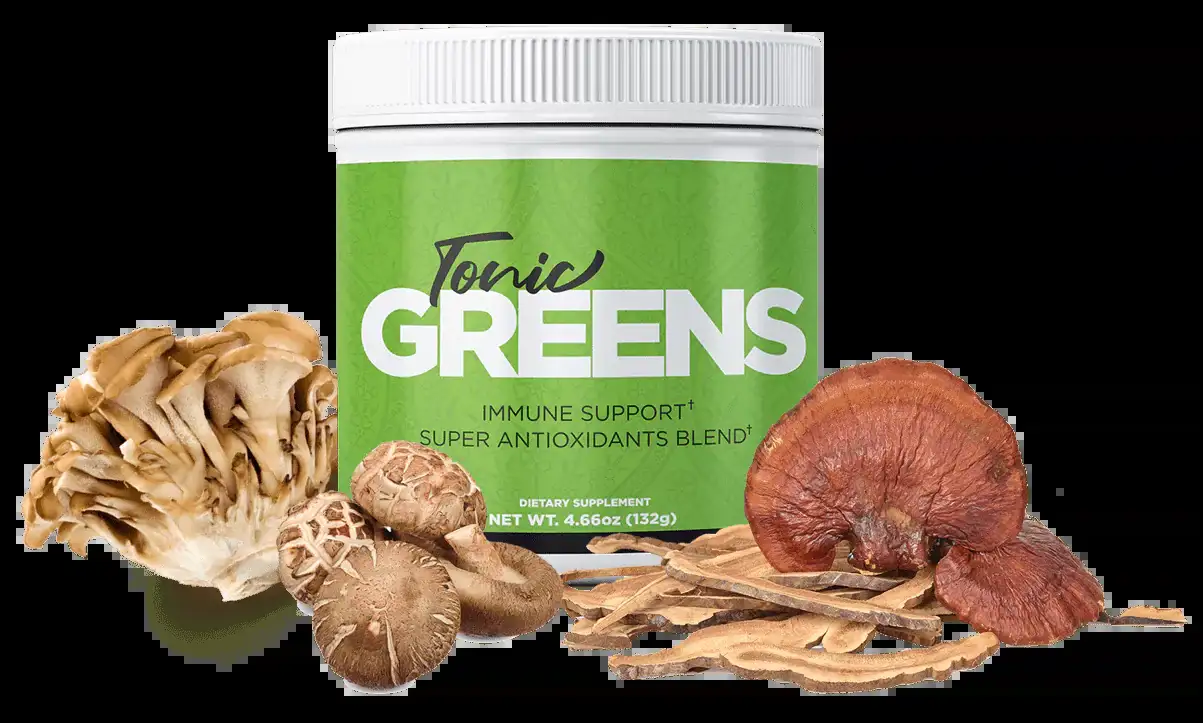 Tonic
GREENS
IMMUNE SUPPORT†
SUPER ANTIOXIDANTS BLEND†
DIETARY SUPPLEMENT
NET WT. 4.66oz (132g)